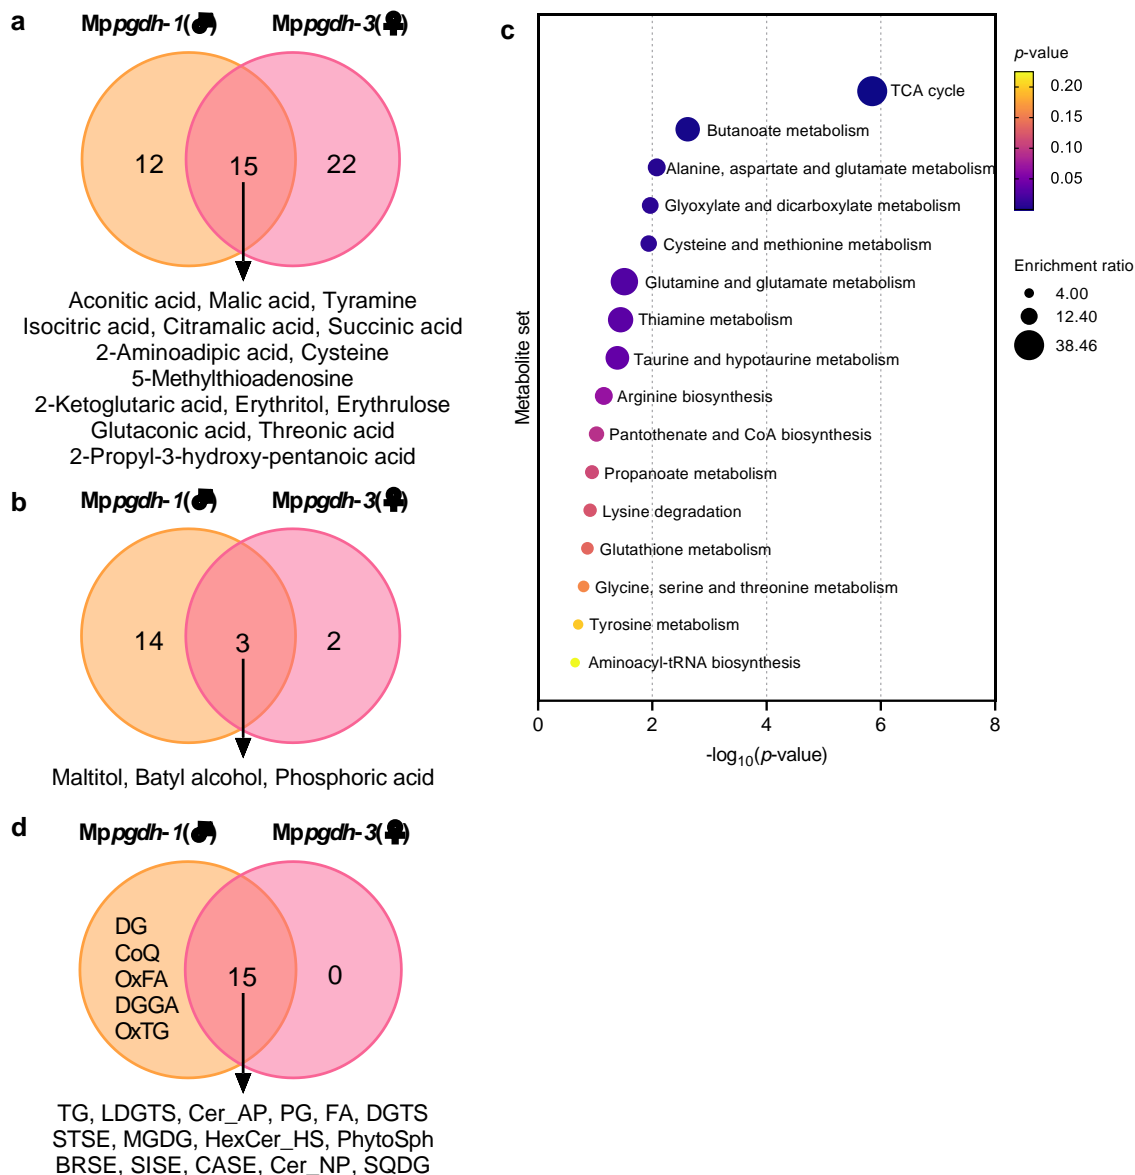 a
Mppgdh-1(♂) Mppgdh-3(♀)
12 15 22
Aconitic acid, Malic acid, Tyramine
Isocitric acid, Citramalic acid, Succinic acid
2-Aminoadipic acid, Cysteine
5-Methylthioadenosine
2-Ketoglutaric acid, Erythritol, Erythrulose
Glutaconic acid, Threonic acid
2-Propyl-3-hydroxy-pentanoic acid
b
Mppgdh-1(♂) Mppgdh-3(♀)
14 3 2
Maltitol, Batyl alcohol, Phosphoric acid
c
Metabolite set
TCA cycle
Butanoate metabolism
Alanine, aspartate and glutamate metabolism
Glyoxylate and dicarboxylate metabolism
Cysteine and methionine metabolism
Glutamine and glutamate metabolism
Thiamine metabolism
Taurine and hypotaurine metabolism
Arginine biosynthesis
Pantothenate and CoA biosynthesis
Propanoate metabolism
Lysine degradation
Glutathione metabolism
Glycine, serine and threonine metabolism
Tyrosine metabolism
Aminoacyl-tRNA biosynthesis
0 2 4 6 8
-log10(p-value)
p-value
0.20
0.15
0.10
0.05
Enrichment ratio
4.00
12.40
38.46
d
Mppgdh-1(♂) Mppgdh-3(♀)
DG
CoQ
OxFA
DGGA
OxTG
15 0
TG, LDGTS, Cer_AP, PG, FA, DGTS
STSE, MGDG, HexCer_HS, PhytoSph
BRSE, SISE, CASE, Cer_NP, SQDG